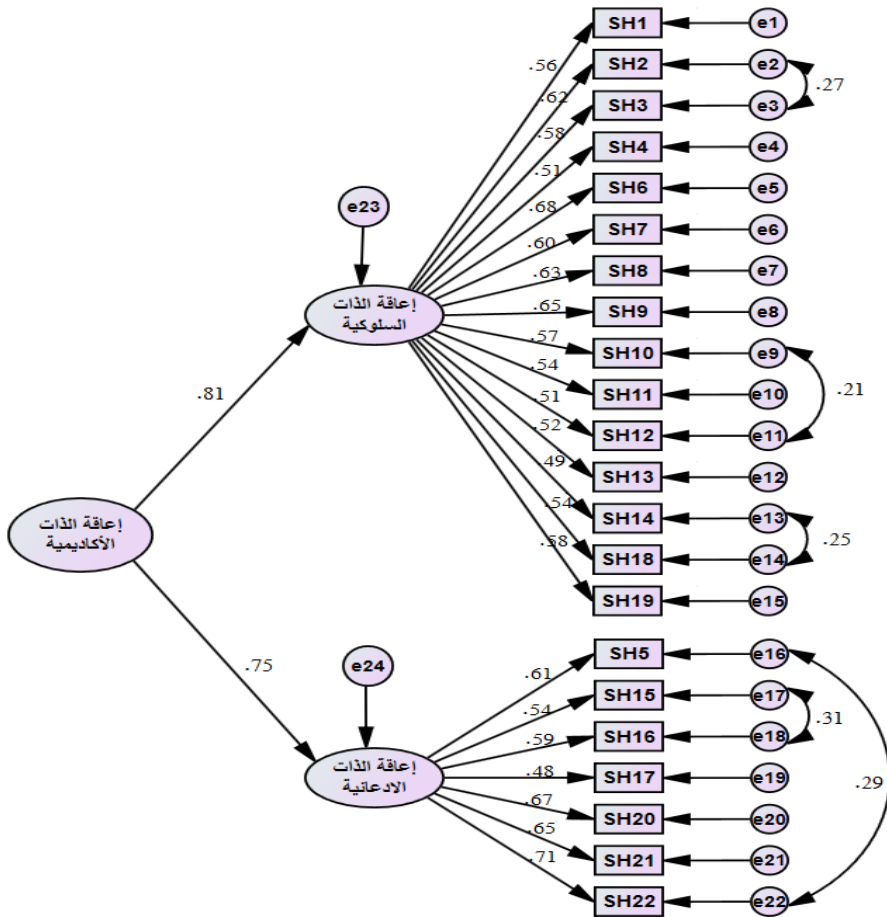 SH1
e1
.56
SH2
e2
.62
.27
SH3
e3
.58
SH4
e4
.51
SH6
e5
.68
e23
SH7
e6
.60
SH8
e7
.63
إعاقة الذات
السلوكية
SH9
e8
.65
SH10
e9
.57
.81
SH11
e10
.54
.21
SH12
e11
.51
SH13
e12
.52
إعاقة الذات
الأكاديمية
SH14
e13
.49
.25
SH18
e14
.54
SH19
e15
.58
.75
e24
SH5
e16
.61
SH15
e17
.54
.31
SH16
e18
.59
إعاقة الذات
الادعائية
SH17
e19
.48
.29
SH20
e20
.67
SH21
e21
.65
SH22
e22
.71